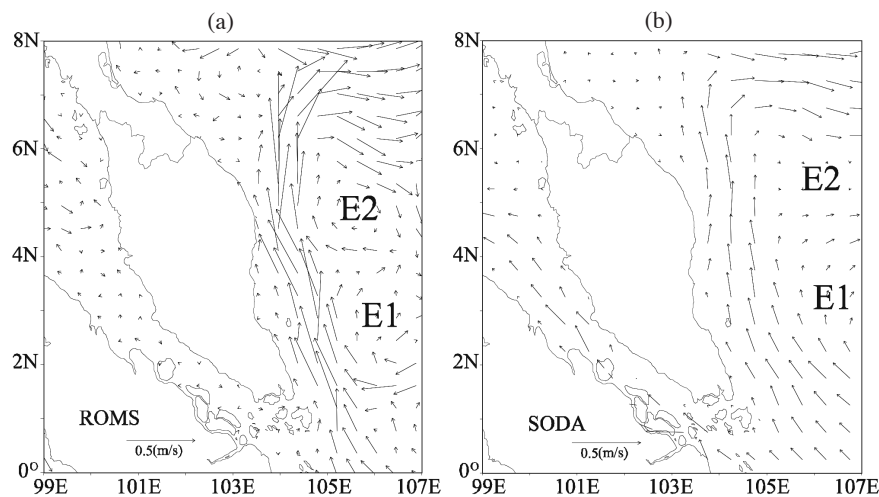 (a)
(b)
8N
8N
6N
6N
E2
E2
4N
4N
E1
E1
2N
2N
ROMS
SODA
0.5(m/s)
0.5(m/s)
0°
0°
99E
101E
103E
105E
107E
99E
101E
103E
105E
107E